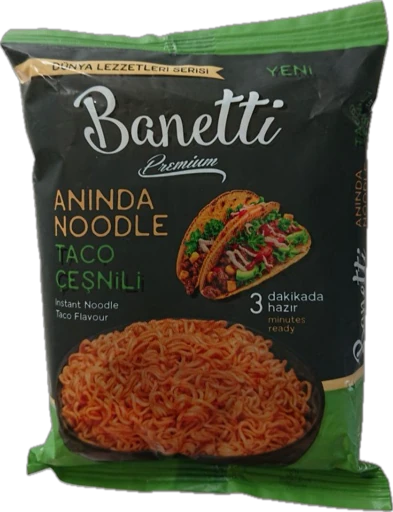 DÜNYA LEZZETLERİ SERİSİ
YENİ
Banetti
Premium
ANINDA
NOODLE
TACO
ÇEŞNİLİ
Instant Noodle
Taco Flavour
3 dakikada
hazır
minutes
ready
Banetti
ANINDA